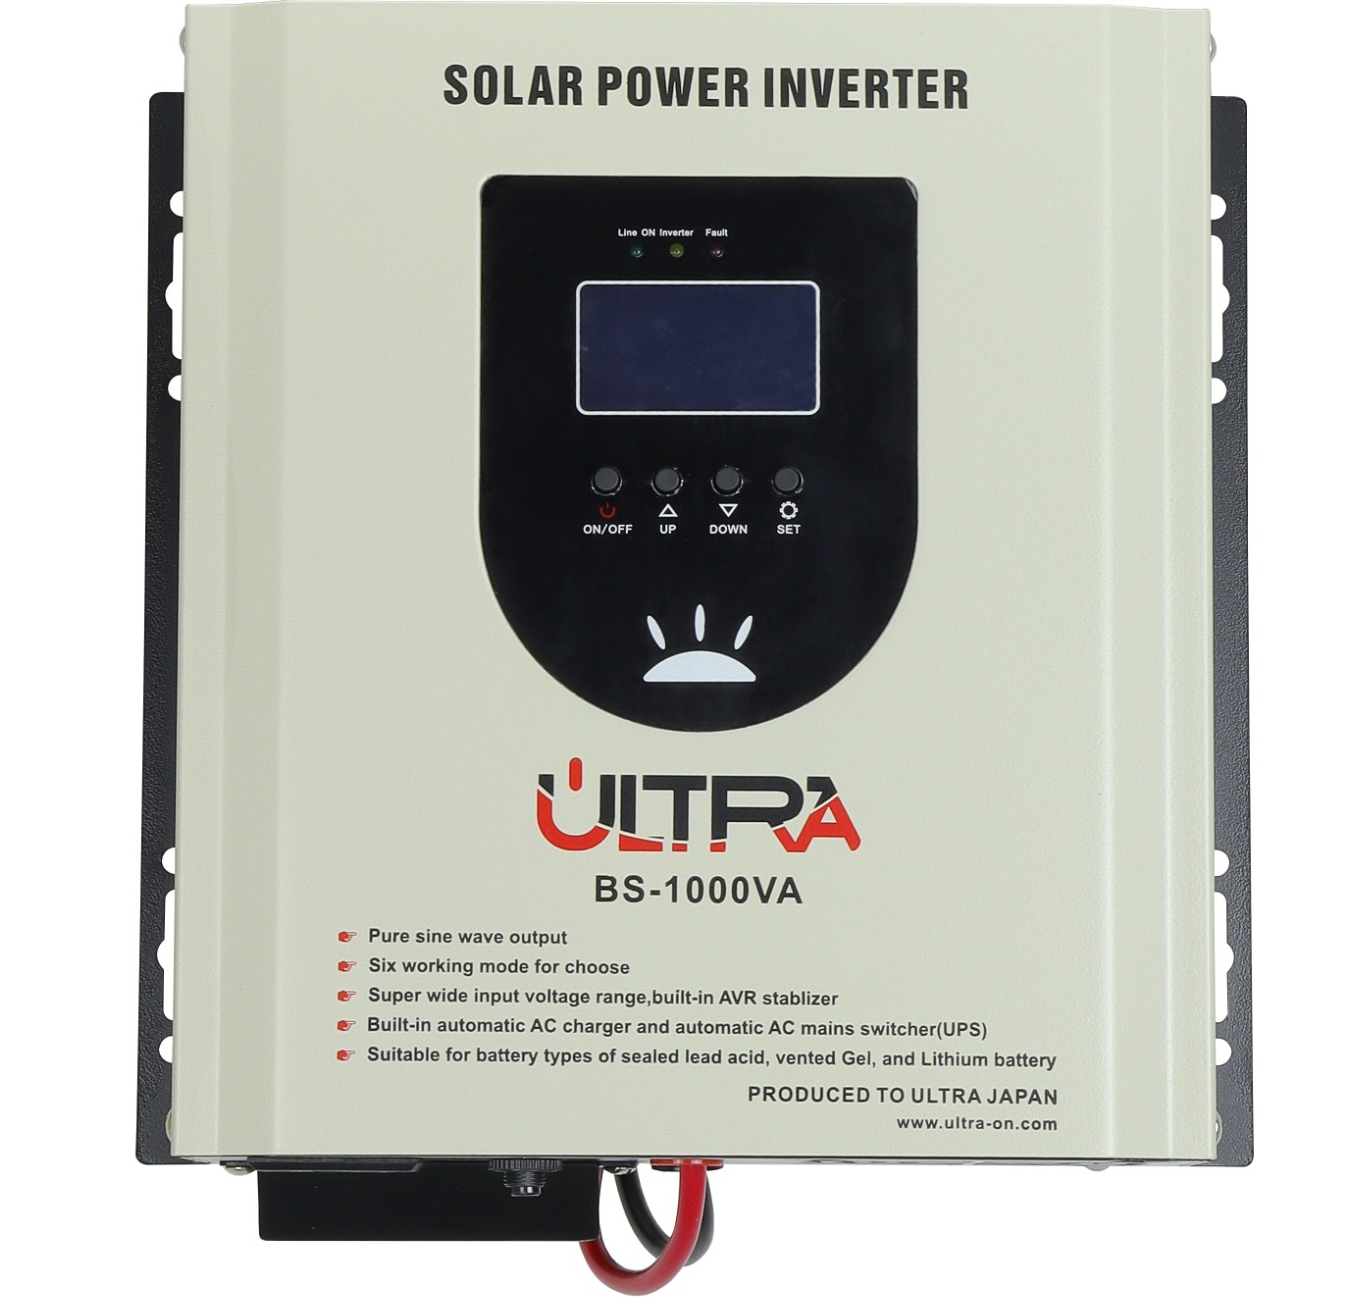 SOLAR POWER INVERTER
Line ON Inverter Fault
ON/OFF UP DOWN SET
ULTRA
BS-1000VA
Pure sine wave output
Six working mode for choose
Super wide input voltage range,built-in AVR stablizer
Built-in automatic AC charger and automatic AC mains switcher(UPS)
Suitable for battery types of sealed lead acid, vented Gel, and Lithium battery
PRODUCED TO ULTRA JAPAN
www.ultra-on.com